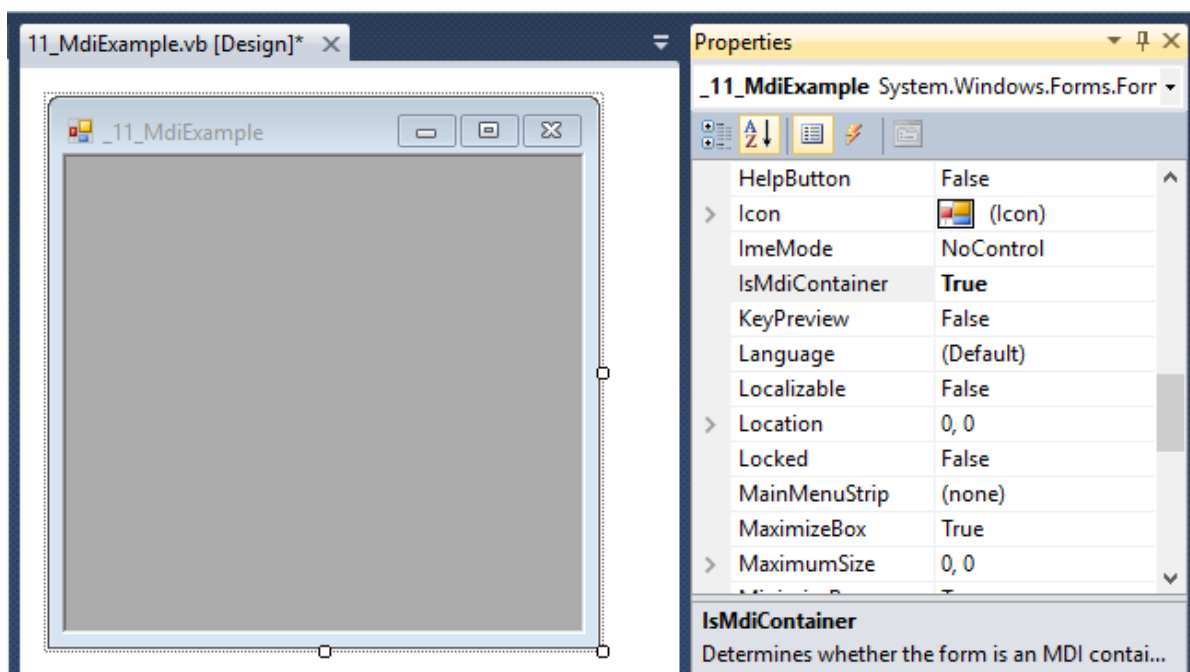 11_MdiExample.vb [Design]*
_11_MdiExample
Properties
_11_MdiExample System.Windows.Forms.Forr
HelpButton False
Icon (Icon)
ImeMode NoControl
IsMdiContainer True
KeyPreview False
Language (Default)
Localizable False
Location 0, 0
Locked False
MainMenuStrip (none)
MaximizeBox True
MaximumSize 0, 0
IsMdiContainer
Determines whether the form is an MDI contai...